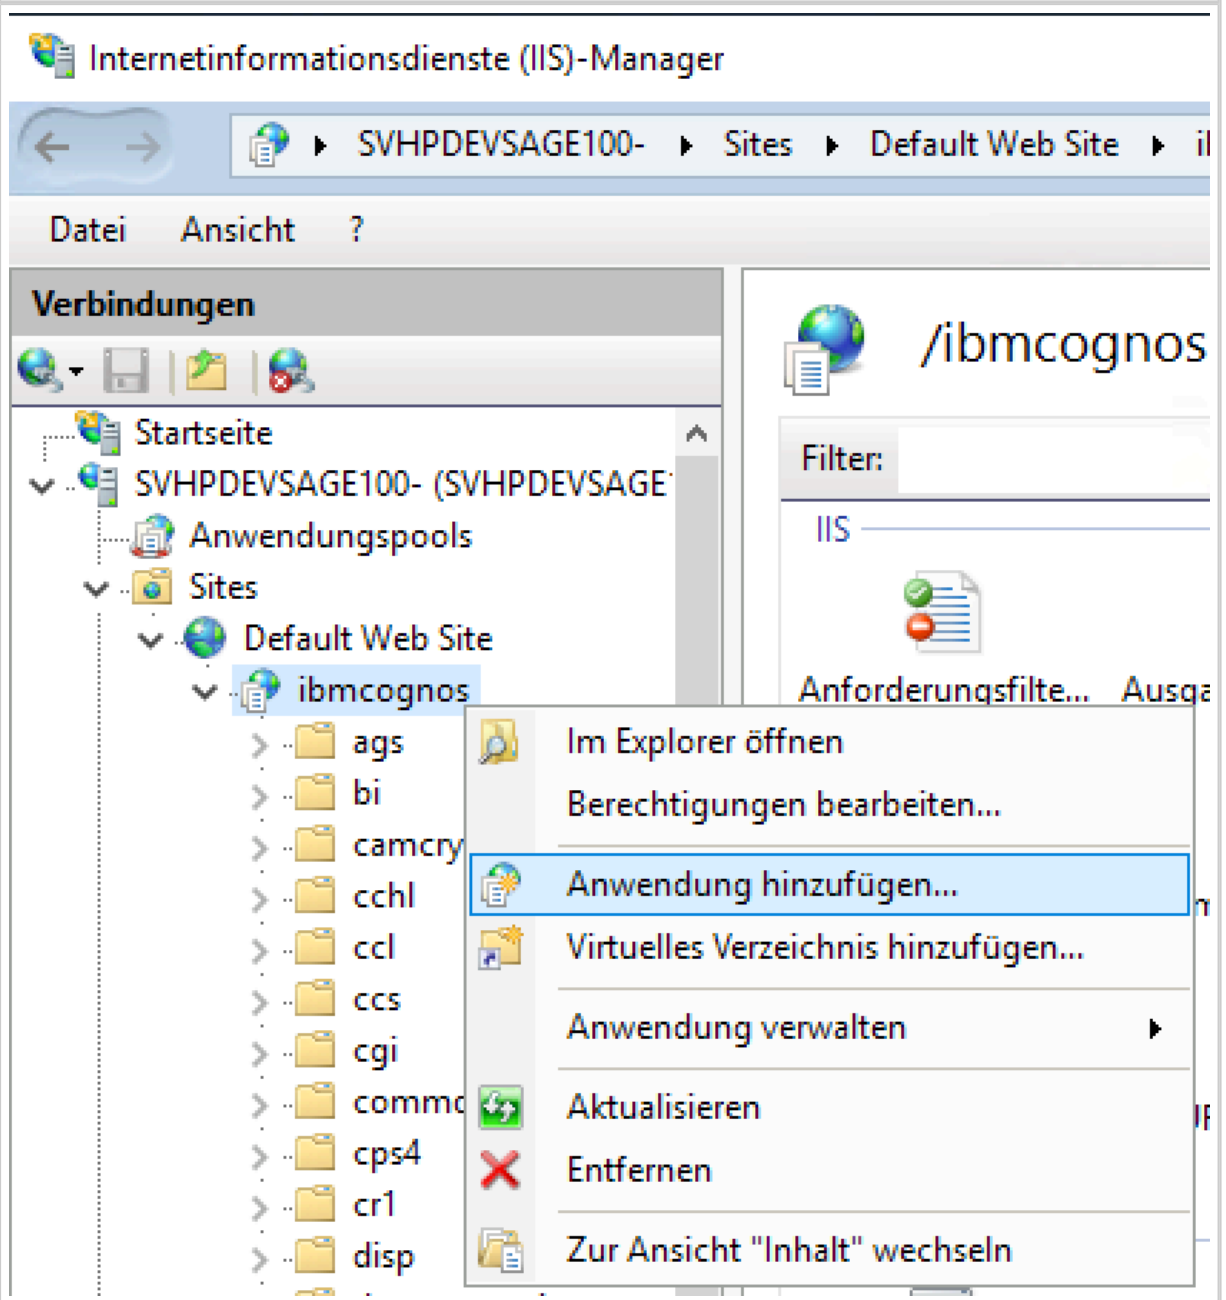 Internetinformationsdienste (IIS)-Manager
SVHPDEVSAGE100- Sites Default Web Site
Datei Ansicht ?
Verbindungen
/ibmcognos
Startseite
Filter:
SVHPDEVSAGE100- (SVHPDEVSAGE
IIS
Anwendungspools
Sites
Default Web Site
ibmcognos
Anforderungsfilte... Ausga
ags
Im Explorer öffnen
bi
Berechtigungen bearbeiten...
camcry
Anwendung hinzufügen...
cchl
ccl
Virtuelles Verzeichnis hinzufügen...
ccs
Anwendung verwalten
cgi
commo
Aktualisieren
cps4
Entfernen
cr1
disp
Zur Ansicht "Inhalt" wechseln